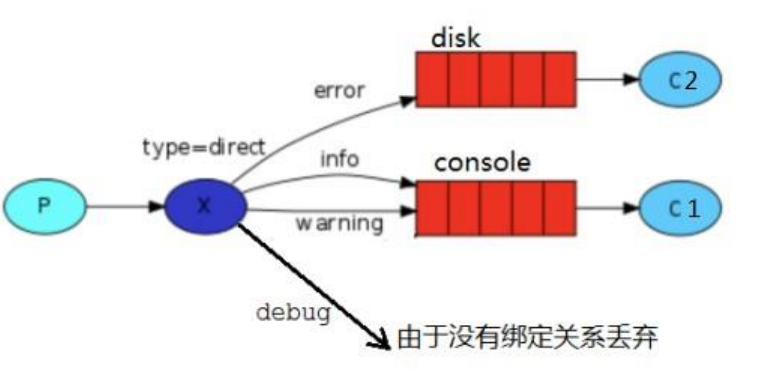 disk
C2
error
type=direct
info
console
P
X
C1
warning
debug
由于没有绑定关系丢弃